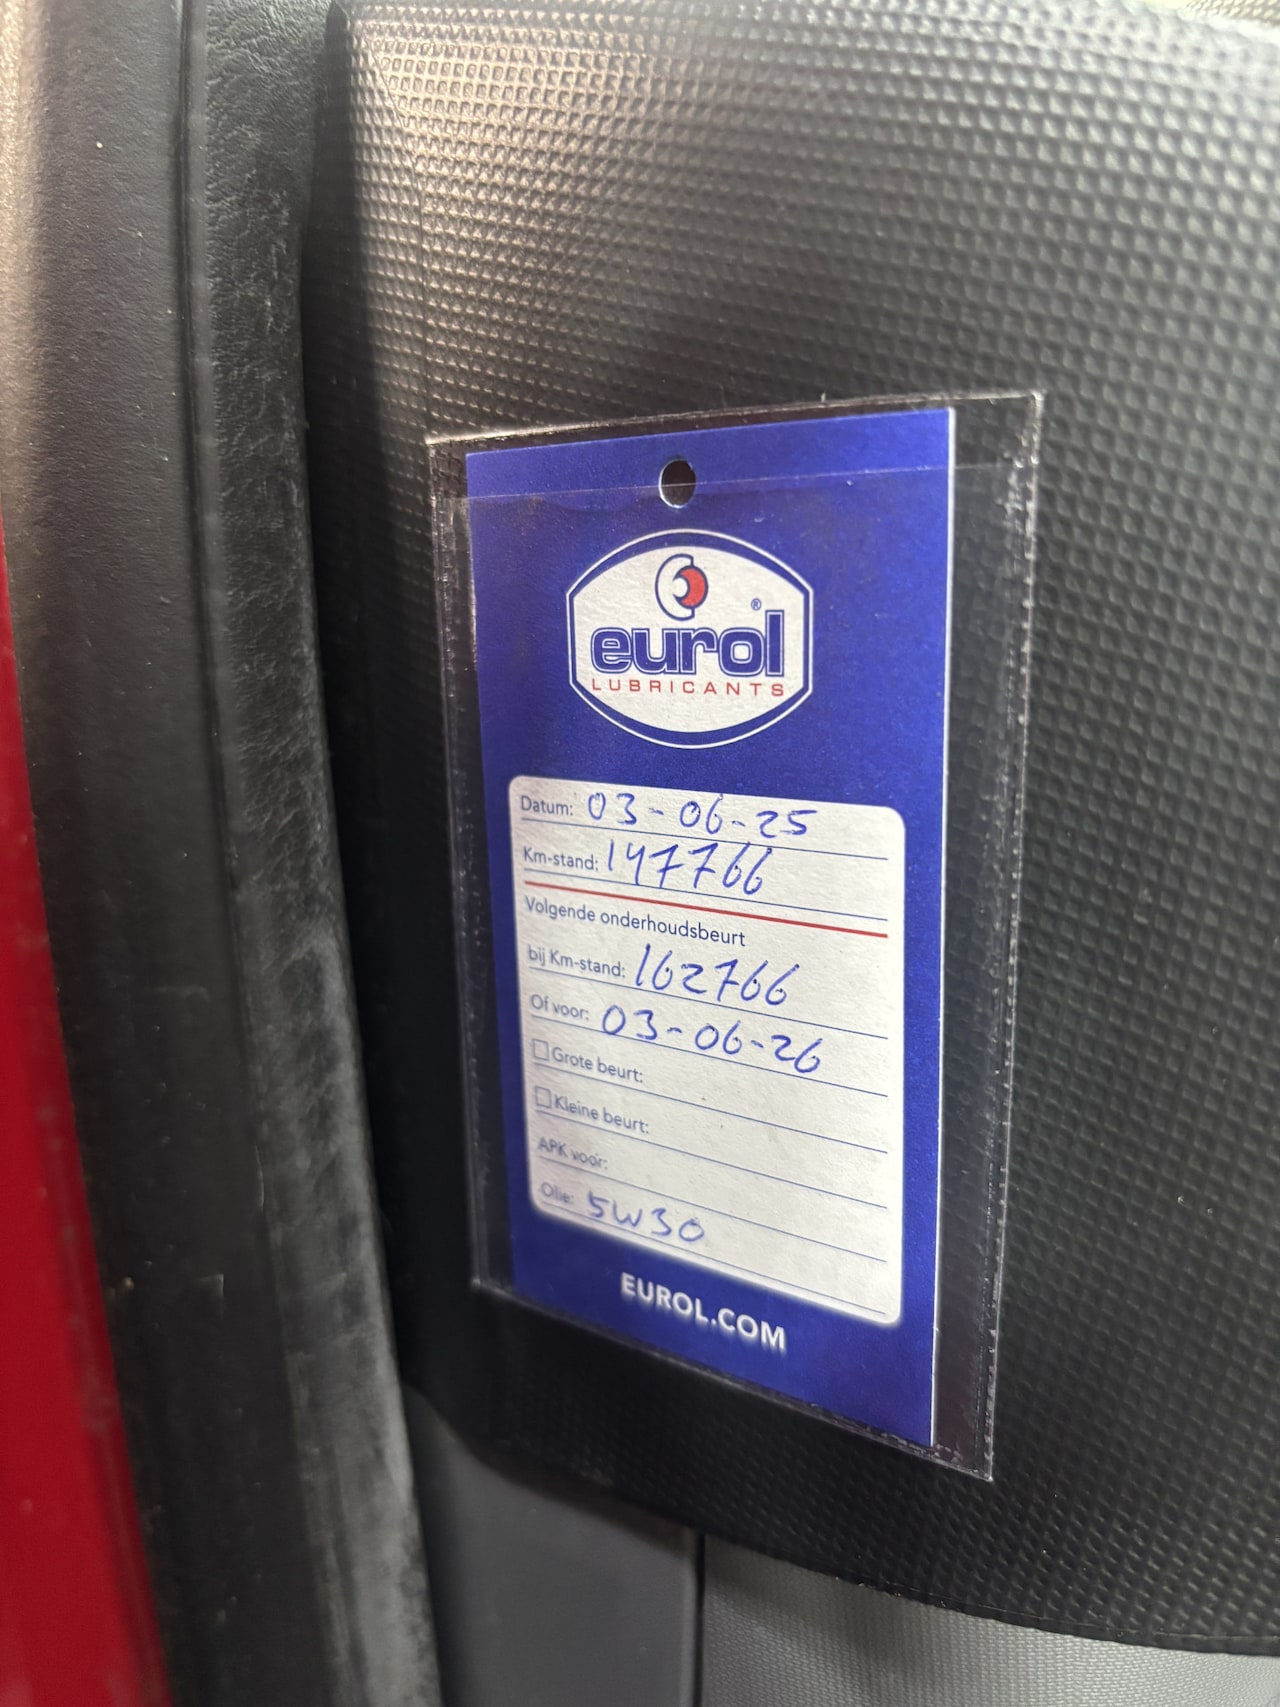 eurol®
LUBRICANTS
Datum: 03-06-25
Km-stand: 147766
Volgende onderhoudsbeurt
bij Km-stand: 162766
Of voor: 03-06-26
Grote beurt:
Kleine beurt:
APK voor:
Olie: 5W30
EUROL.COM